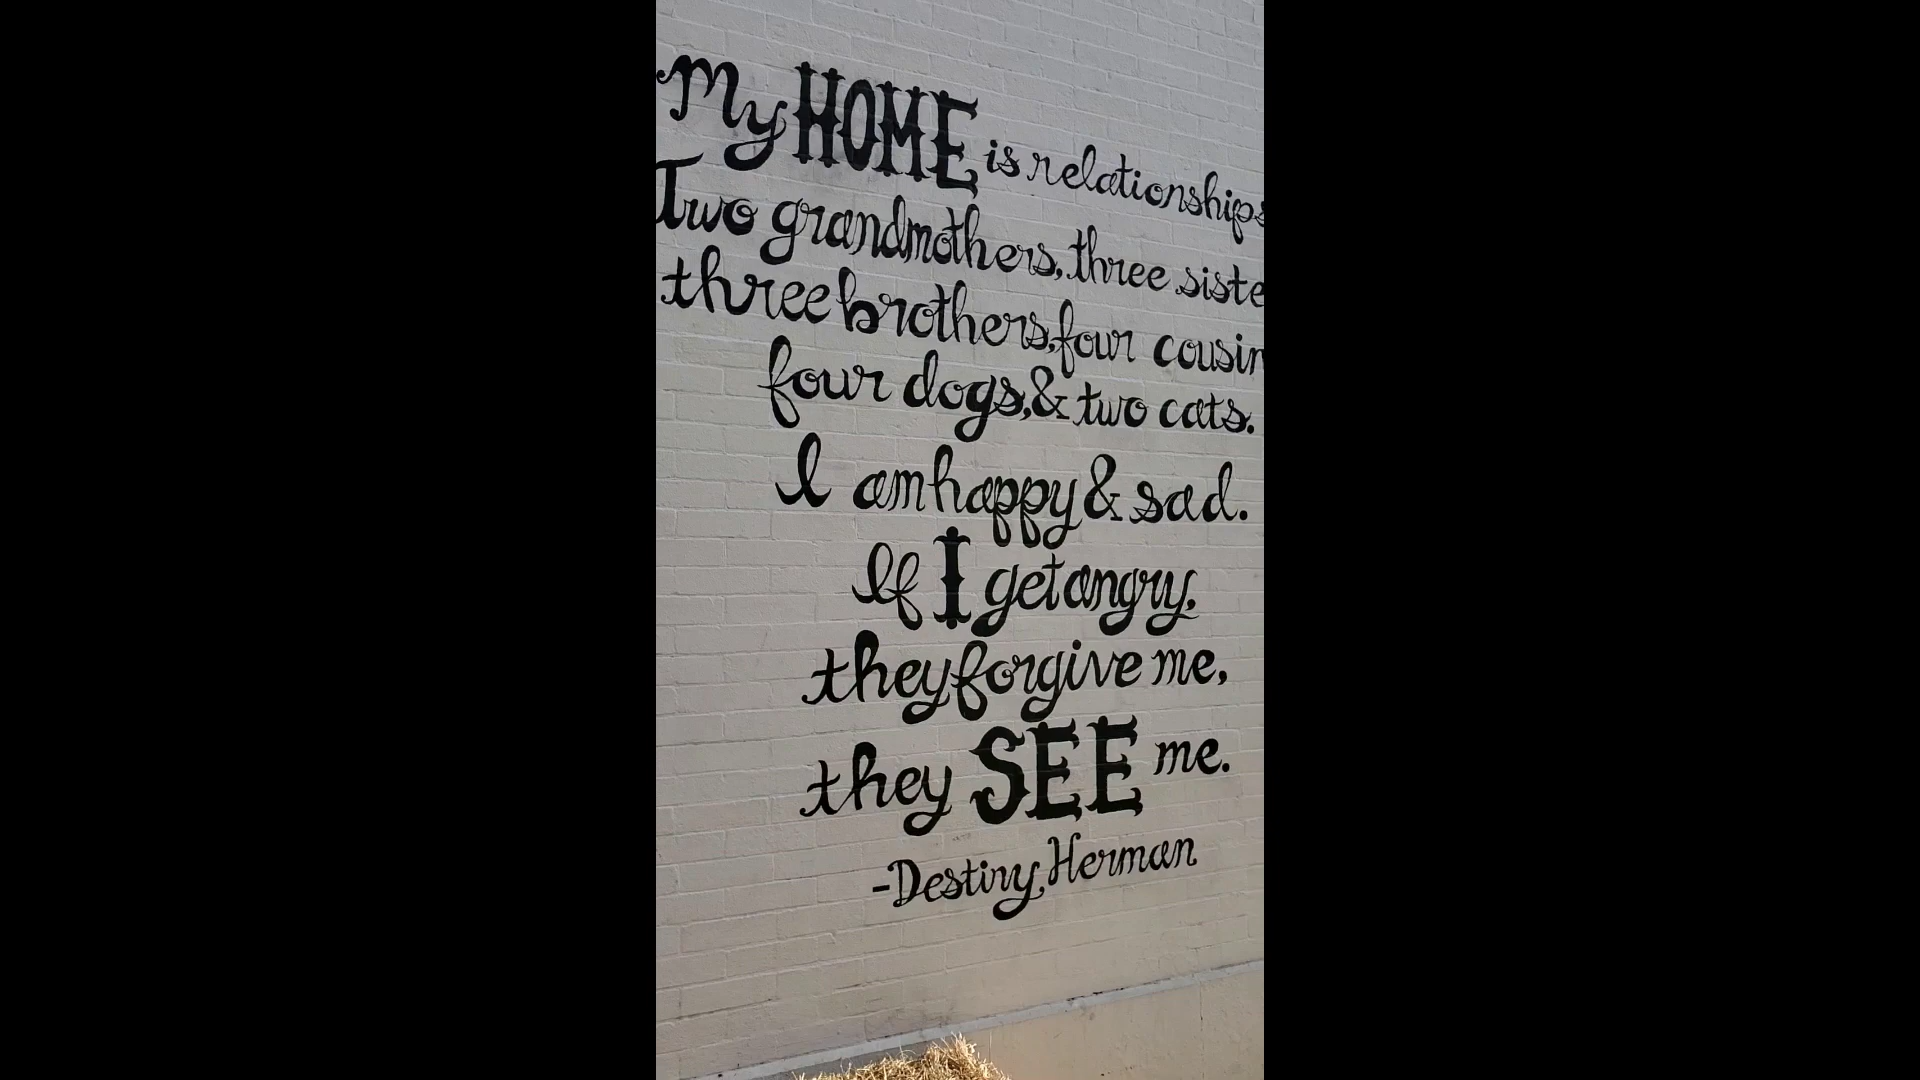 My HOME is relationships
Two grandmothers, three siste
three brothers, four cousin
four dogs, & two cats.
I am happy & sad.
If I get angry,
they forgive me,
they SEE me.
-Destiny, Herman